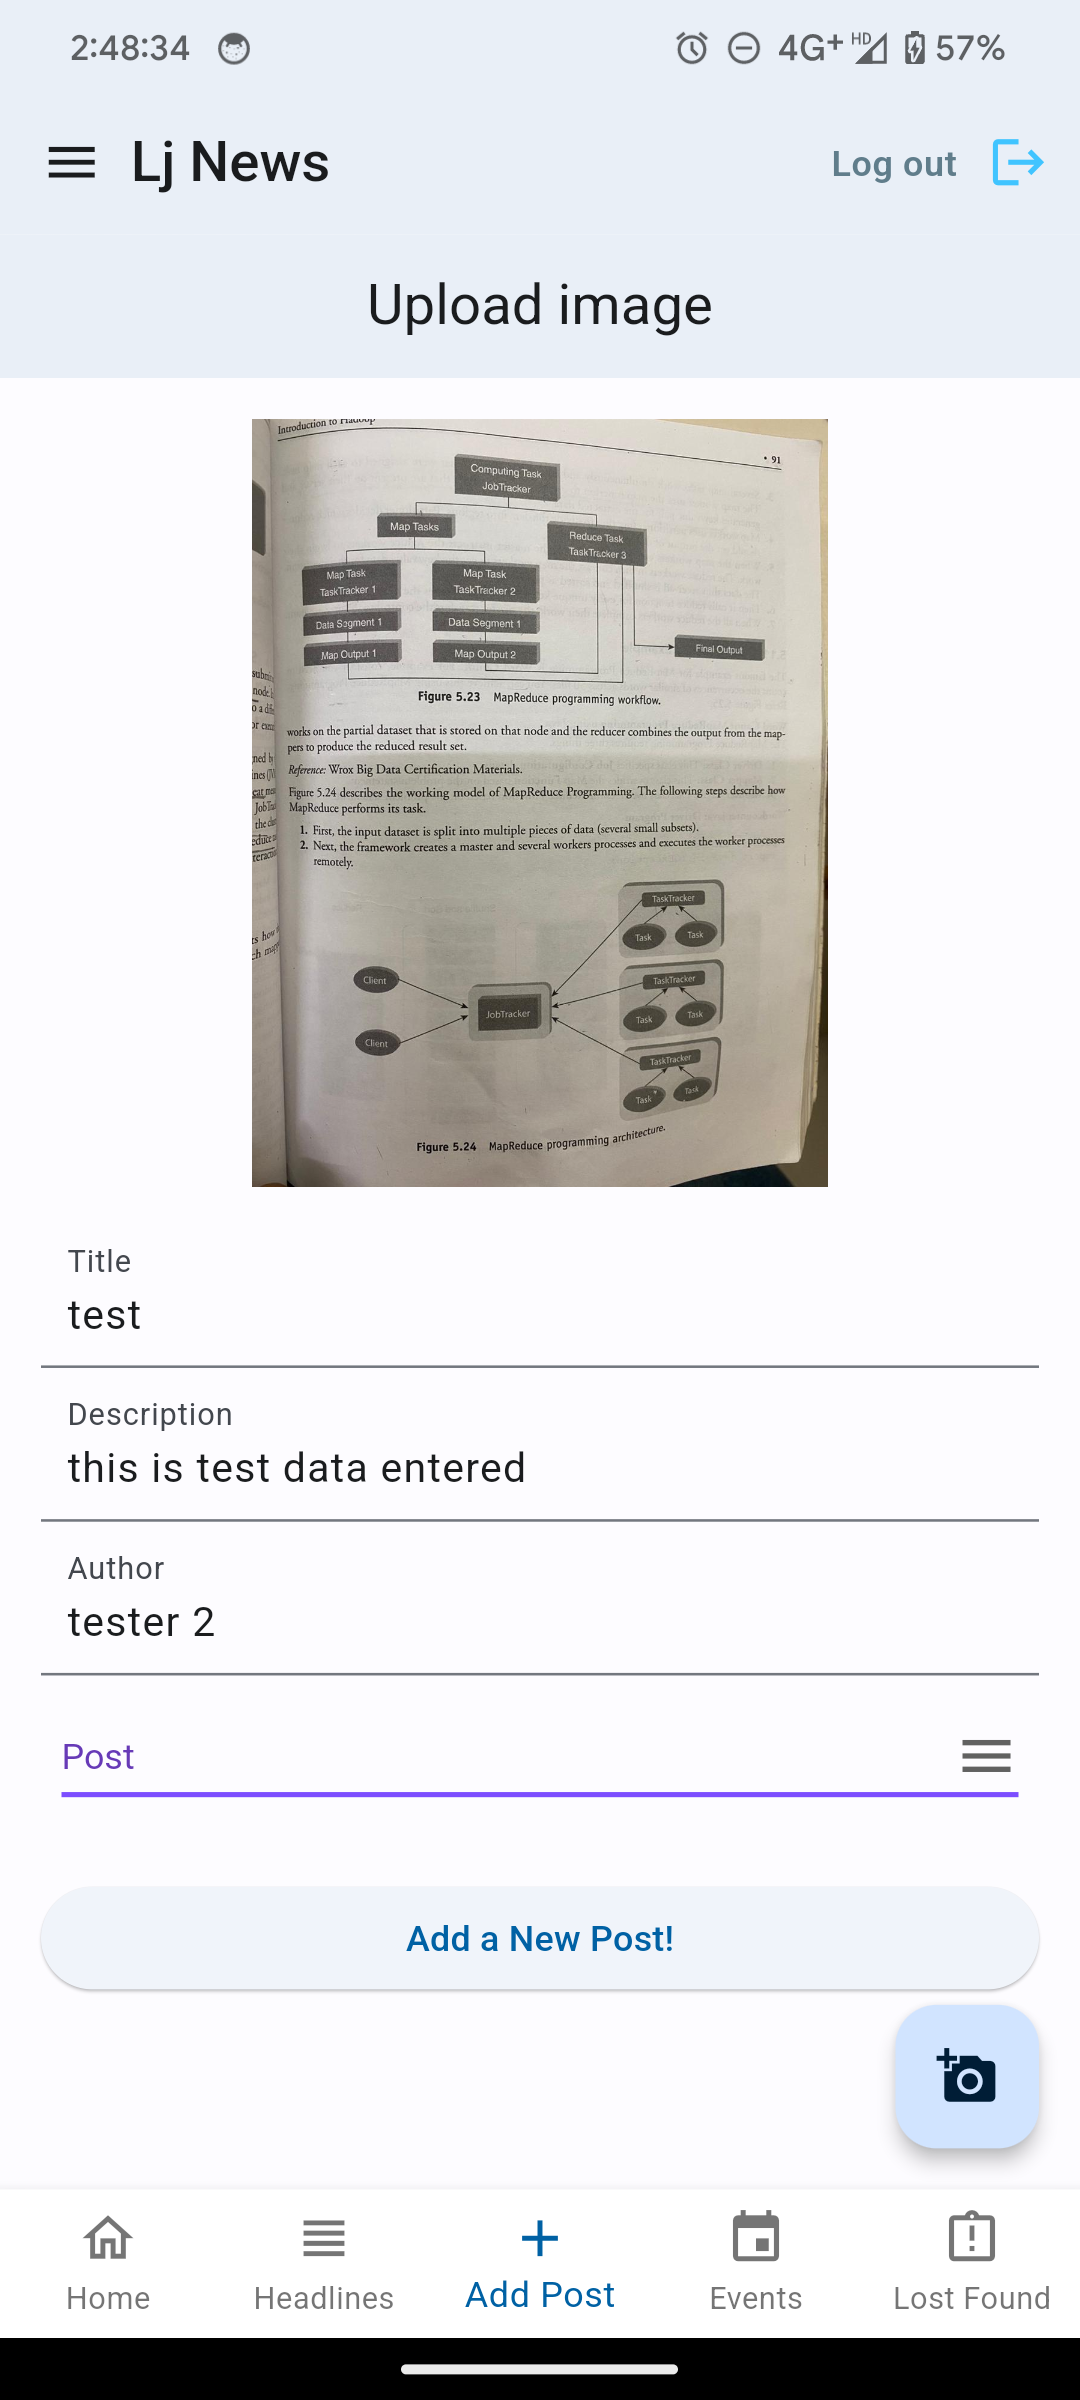 2:48:34
4G+ HD 57%
Lj News
Log out
Upload image
Introduction to Hadoop
• 91
Computing Task
JobTracker
Map Tasks
Reduce Task
TaskTracker 3
Map Task
TaskTracker 1
Map Task
TaskTracker 2
Data Segment 1
Data Segment 1
Map Output 1
Map Output 2
Final Output
Figure 5.23 MapReduce programming workflow.
works on the partial dataset that is stored on that node and the reducer combines the output from the map-
pers to produce the reduced result set.
Reference: Wrox Big Data Certification Materials.
Figure 5.24 describes the working model of MapReduce Programming. The following steps describe how
MapReduce performs its task.
1. First, the input dataset is split into multiple pieces of data (several small subsets).
2. Next, the framework creates a master and several workers processes and executes the worker processes
remotely.
TaskTracker
Task
Task
Client
TaskTracker
JobTracker
Task
Task
Client
TaskTracker
Task
Task
Figure 5.24 MapReduce programming architecture.
Title
test
Description
this is test data entered
Author
tester 2
Post
Add a New Post!
Home
Headlines
Add Post
Events
Lost Found